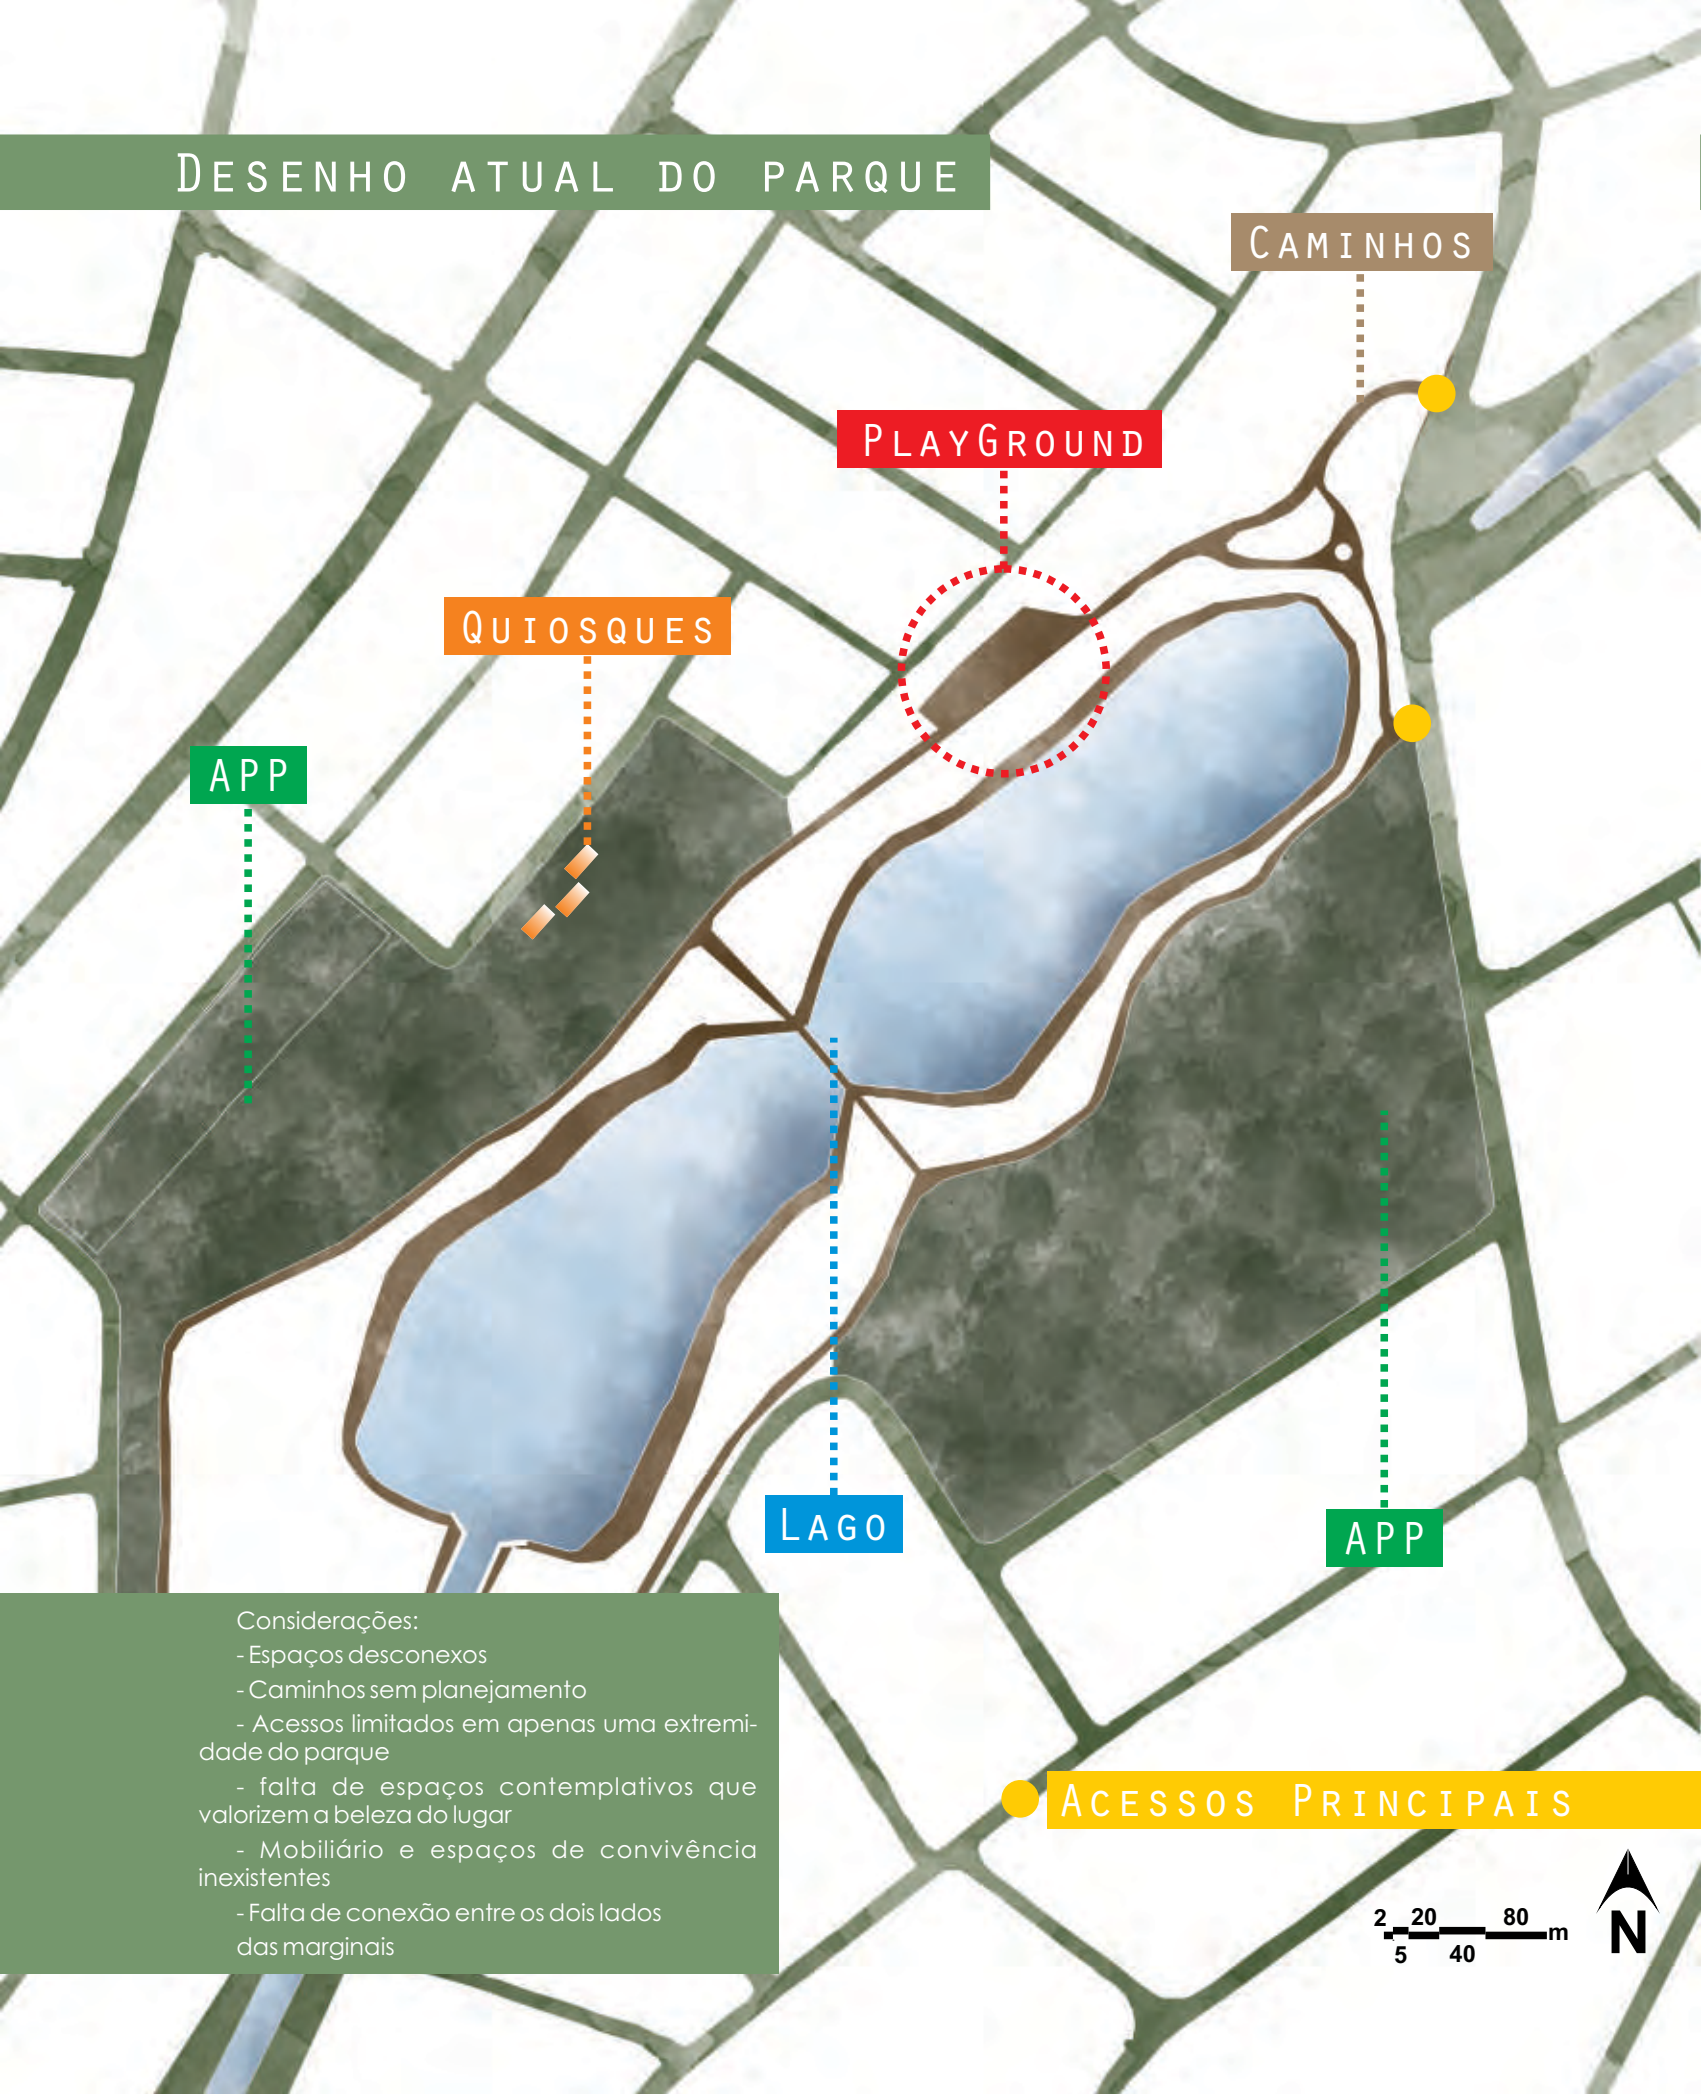 Desenho atual do parque
Caminhos
PlayGround
Quiosques
APP
Lago
APP
Considerações:
- Espaços desconexos
- Caminhos sem planejamento
- Acessos limitados em apenas uma extremi-
dade do parque
- falta de espaços contemplativos que
valorizem a beleza do lugar
- Mobiliário e espaços de convivência
inexistentes
- Falta de conexão entre os dois lados
das marginais
Acessos Principais
2 20 80 m
5 40
N